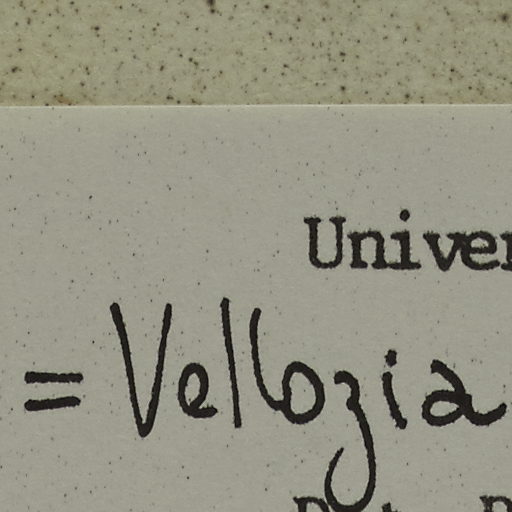 Univer
= Vellozia